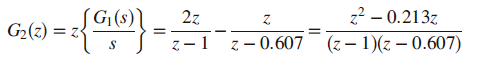 G₂(z) = z{G₁(s)/s} = 2z/(z − 1) − z/(z − 0.607) = (z² − 0.213z)/((z − 1)(z − 0.607))